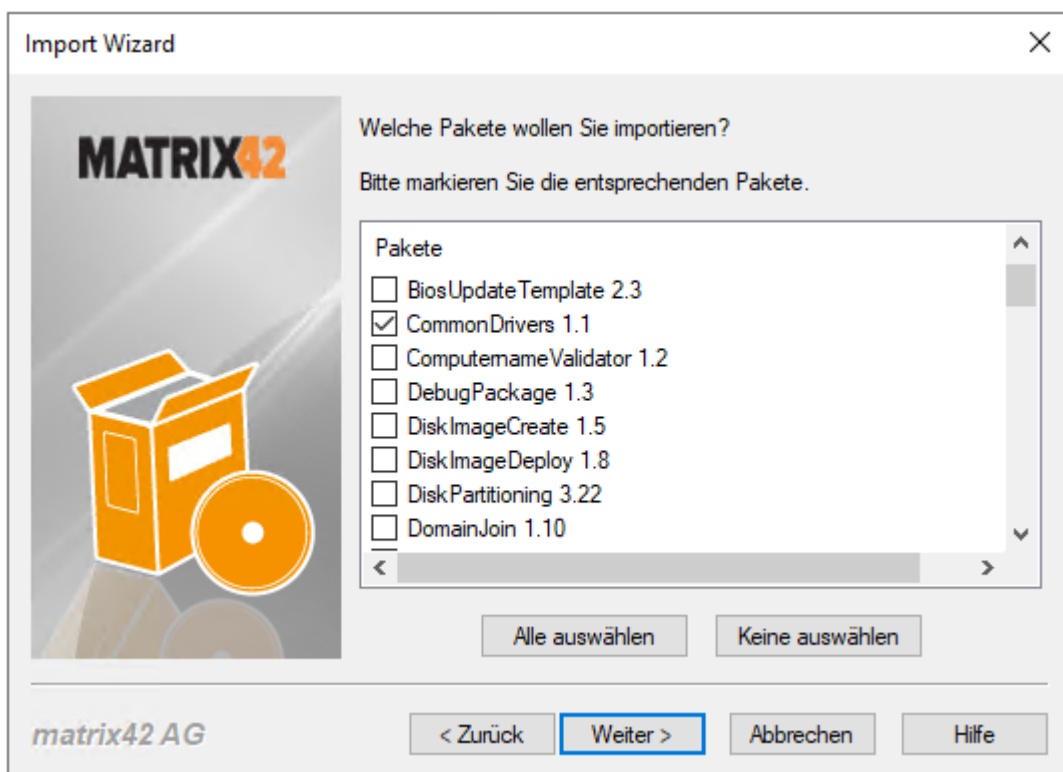 Import Wizard
MATRIX42
Welche Pakete wollen Sie importieren?
Bitte markieren Sie die entsprechenden Pakete.
Pakete
BiosUpdateTemplate 2.3
CommonDrivers 1.1
ComputernameValidator 1.2
DebugPackage 1.3
DiskImageCreate 1.5
DiskImageDeploy 1.8
DiskPartitioning 3.22
DomainJoin 1.10
Alle auswählen Keine auswählen
matrix42 AG < Zurück Weiter > Abbrechen Hilfe